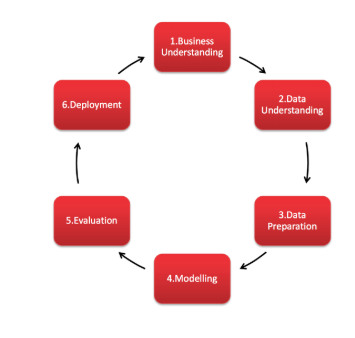 1.Business
Understanding
2.Data
Understanding
3.Data
Preparation
4.Modelling
5.Evaluation
6.Deployment